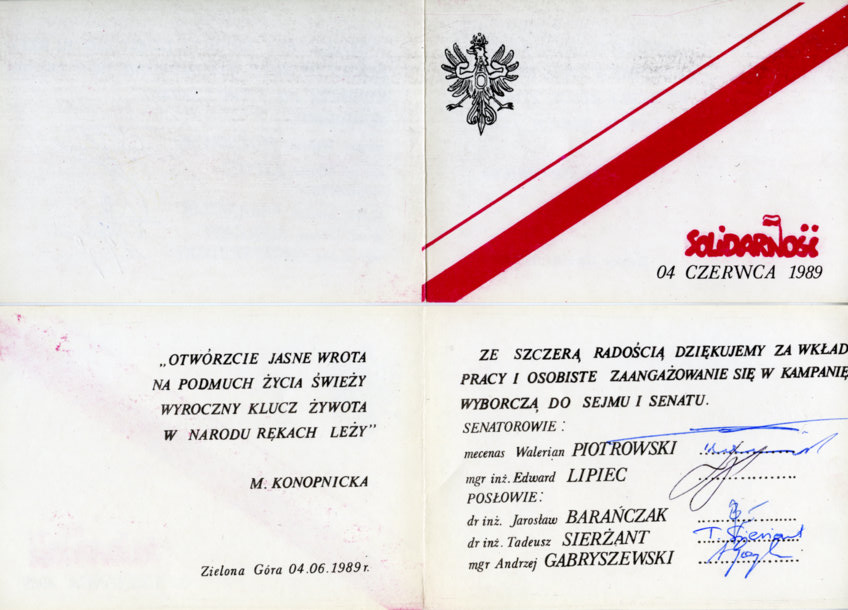 SOLIDARNOŚĆ
04 CZERWCA 1989
„OTWÓRZCIE JASNE WROTA
NA PODMUCH ŻYCIA ŚWIEŻY
WYROCZNY KLUCZ ŻYWOTA
W NARODU RĘKACH LEŻY”
M. KONOPNICKA
Zielona Góra 04.06.1989 r.
ZE SZCZERĄ RADOŚCIĄ DZIĘKUJEMY ZA WKŁAD
PRACY I OSOBISTE ZAANGAŻOWANIE SIĘ W KAMPANIĘ
WYBORCZĄ DO SEJMU I SENATU.
SENATOROWIE:
mecenas Walerian PIOTROWSKI
mgr inż. Edward LIPIEC
POSŁOWIE:
dr inż. Jarosław BARAŃCZAK
dr inż. Tadeusz SIERŻANT
mgr Andrzej GABRYSZEWSKI